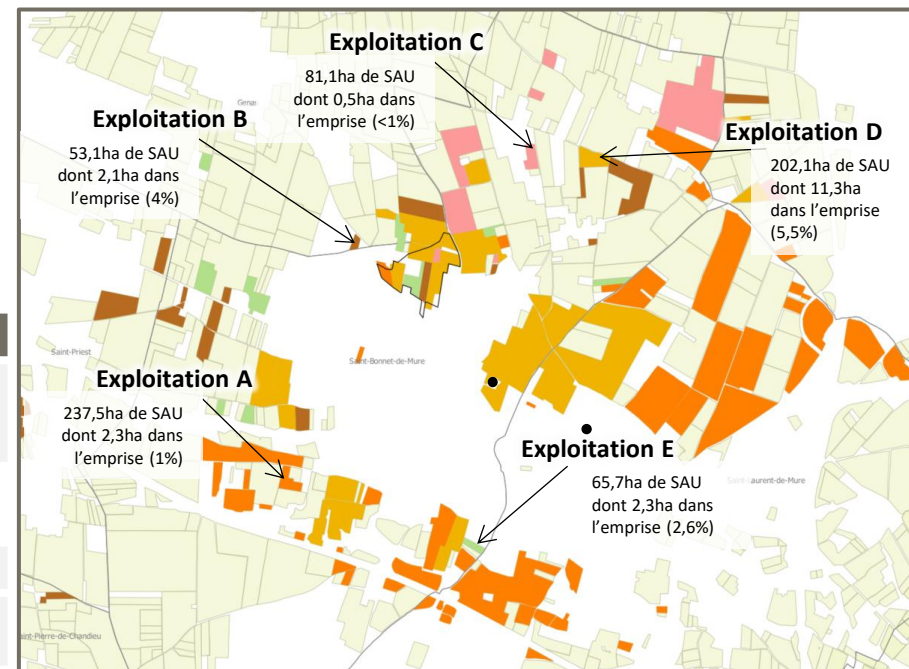 Exploitation C
81,1ha de SAU
dont 0,5ha dans
l'emprise (<1%)
Genas
Exploitation B
53,1ha de SAU
dont 2,1ha dans
l'emprise (4%)
Exploitation D
202,1ha de SAU
dont 11,3ha
dans l'emprise
(5,5%)
Saint-Priest
Saint-Bonnet-de-Mure
Exploitation A
237,5ha de SAU
dont 2,3ha dans
l'emprise (1%)
Exploitation E
65,7ha de SAU
dont 2,3ha dans
l'emprise (2,6%)
Saint-Laurent-de-Mure
int-Pierre-de-Chandieu